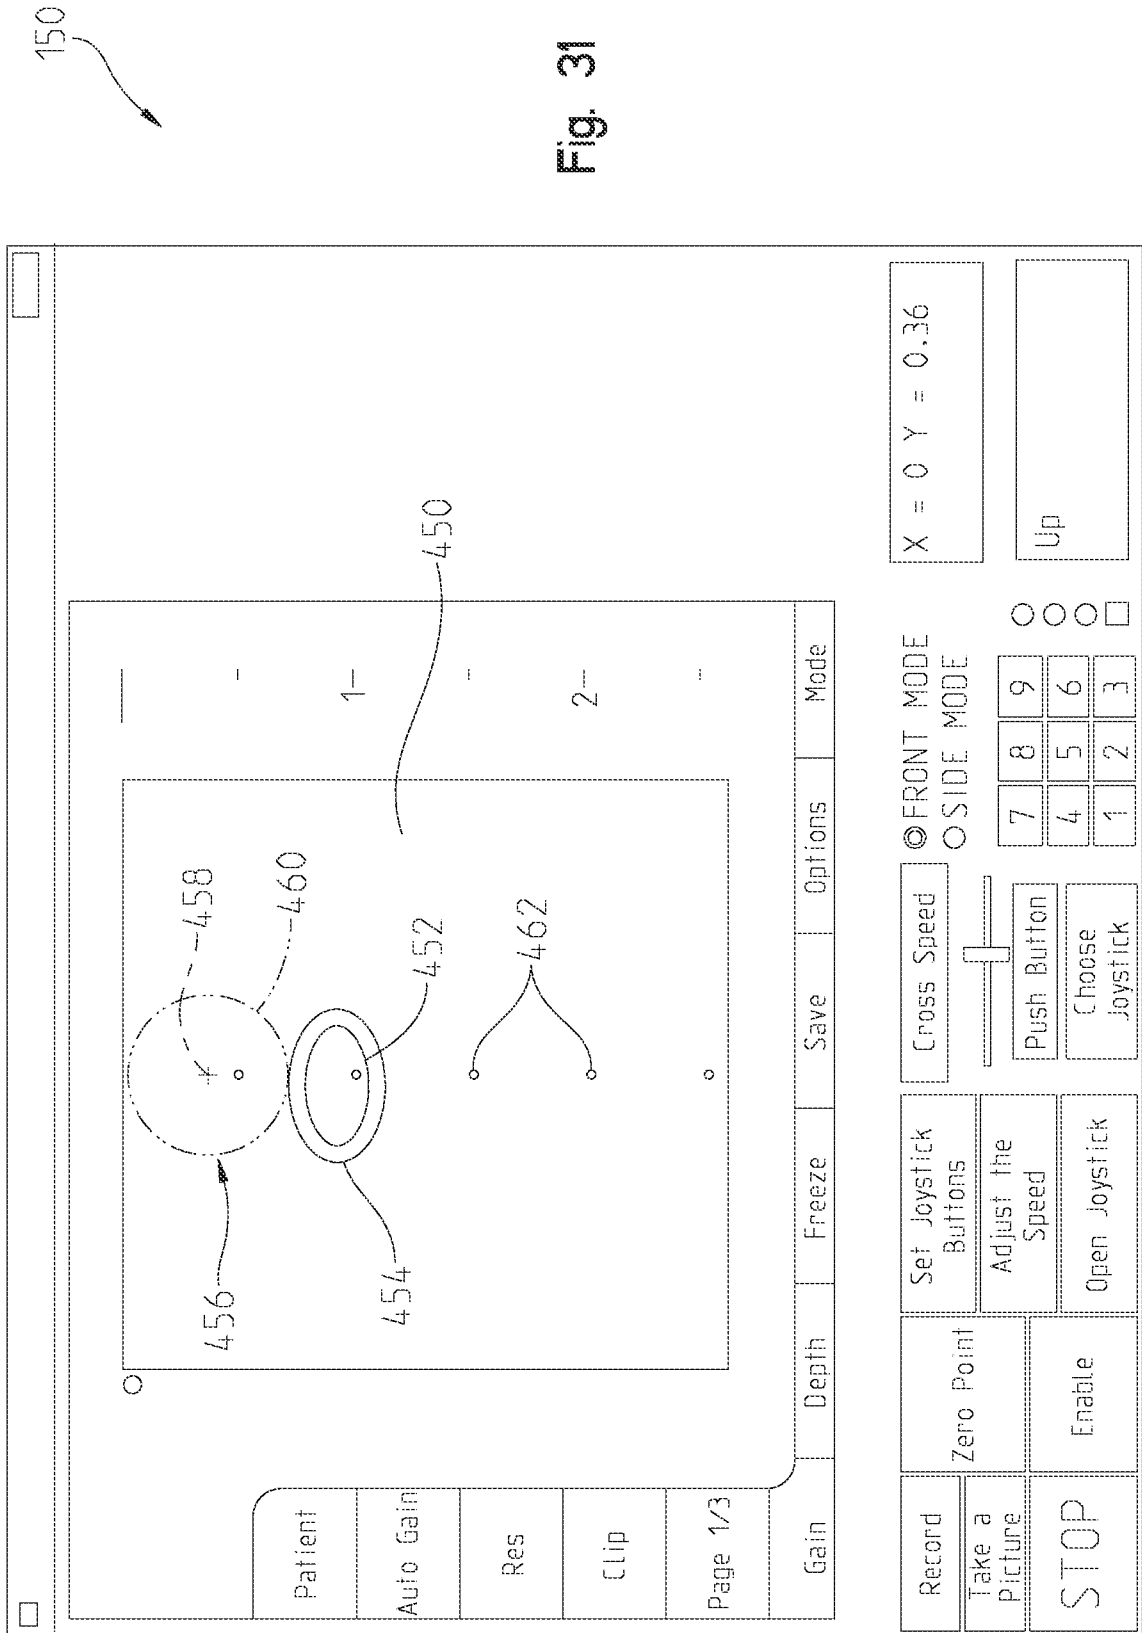 150
Fig. 31
458
460
456
452
454
450
462
1
2
Patient
Auto Gain
Res
Clip
Page 1/3
Gain
Depth
Freeze
Save
Options
Mode
Record
Take a
Picture
STOP
Zero Point
Enable
Set Joystick
Buttons
Adjust the
Speed
Open Joystick
Cross Speed
Push Button
Choose
Joystick
FRONT MODE
SIDE MODE
7 8 9
4 5 6
1 2 3
X = 0 Y = 0.36
Up